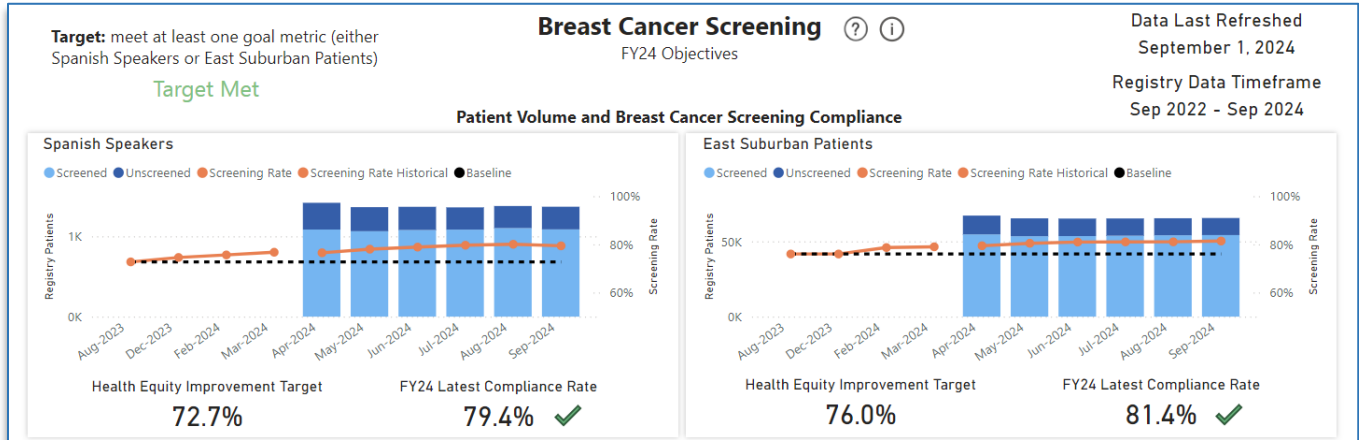 Target: meet at least one goal metric (either
Spanish Speakers or East Suburban Patients)
Target Met
Breast Cancer Screening ? i
FY24 Objectives
Data Last Refreshed
September 1, 2024
Registry Data Timeframe
Sep 2022 - Sep 2024
Patient Volume and Breast Cancer Screening Compliance
Spanish Speakers
Screened Unscreened Screening Rate Screening Rate Historical Baseline
Registry Patients
1K
0K
100%
80%
60%
Screening Rate
Aug-2023 Dec-2023 Feb-2024 Mar-2024 Apr-2024 May-2024 Jun-2024 Jul-2024 Aug-2024 Sep-2024
Health Equity Improvement Target
72.7%
FY24 Latest Compliance Rate
79.4%
East Suburban Patients
Screened Unscreened Screening Rate Screening Rate Historical Baseline
Registry Patients
50K
0K
100%
80%
60%
Screening Rate
Aug-2023 Dec-2023 Feb-2024 Mar-2024 Apr-2024 May-2024 Jun-2024 Jul-2024 Aug-2024 Sep-2024
Health Equity Improvement Target
76.0%
FY24 Latest Compliance Rate
81.4%